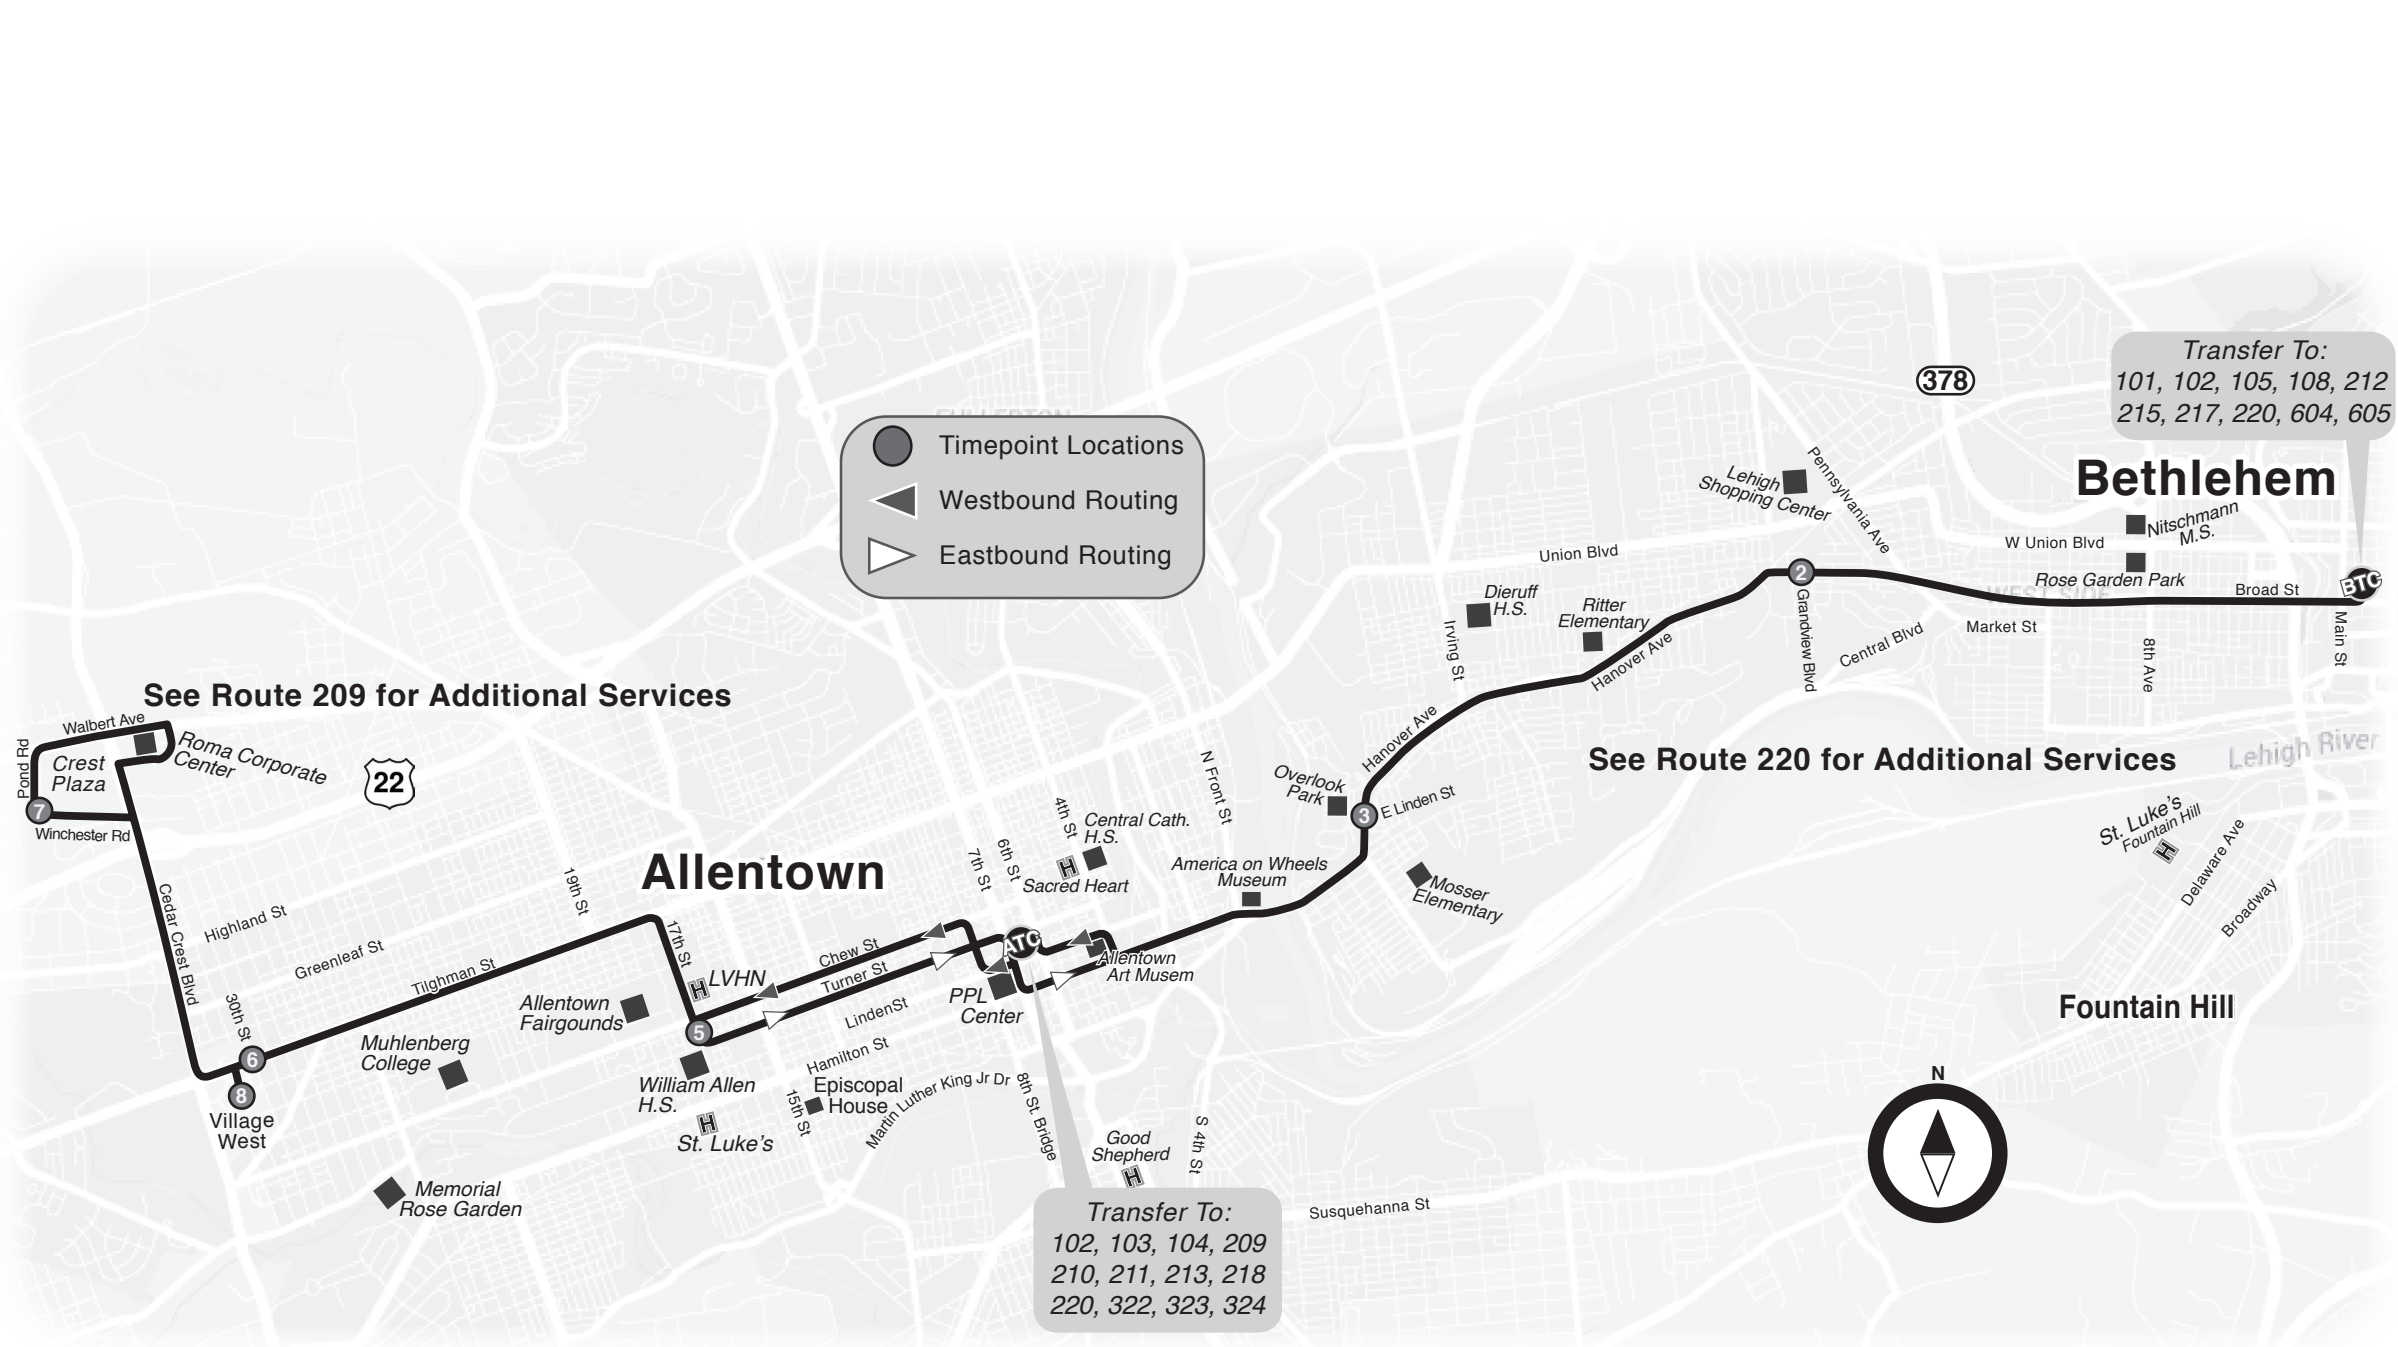 FULLERTON
Timepoint Locations
Westbound Routing
Eastbound Routing
378
Transfer To:
101, 102, 105, 108, 212
215, 217, 220, 604, 605
Bethlehem
Lehigh
Shopping Center
Pennsylvania Ave
Nitschmann
M.S.
W Union Blvd
Union Blvd
Rose Garden Park
WEST SIDE
Broad St
BTC
2
Dieruff
H.S.
Ritter
Elementary
Irving St
Hanover Ave
Grandview Blvd
Central Blvd
Market St
8th Ave
Main St
See Route 209 for Additional Services
Walbert Ave
Pond Rd
Crest
Plaza
Roma Corporate
Center
22
7
Winchester Rd
Hanover Ave
See Route 220 for Additional Services
Lehigh River
Overlook
Park
3
E Linden St
N Front St
4th St
Central Cath.
H.S.
H
Sacred Heart
6th St
7th St
America on Wheels
Museum
Mosser
Elementary
St. Luke's
Fountain Hill
H
Delaware Ave
Broadway
Allentown
19th St
Cedar Crest Blvd
Highland St
Greenleaf St
Tilghman St
17th St
Chew St
Turner St
ATC
Allentown
Art Musem
H
LVHN
Allentown
Fairgounds
LindenSt
PPL
Center
Fountain Hill
30th St
5
6
8
Village
West
Muhlenberg
College
Hamilton St
William Allen
H.S.
H
St. Luke's
15th St
Episcopal
House
Martin Luther King Jr Dr
8th St. Bridge
Good
Shepherd
H
S 4th St
N
Memorial
Rose Garden
Susquehanna St
Transfer To:
102, 103, 104, 209
210, 211, 213, 218
220, 322, 323, 324